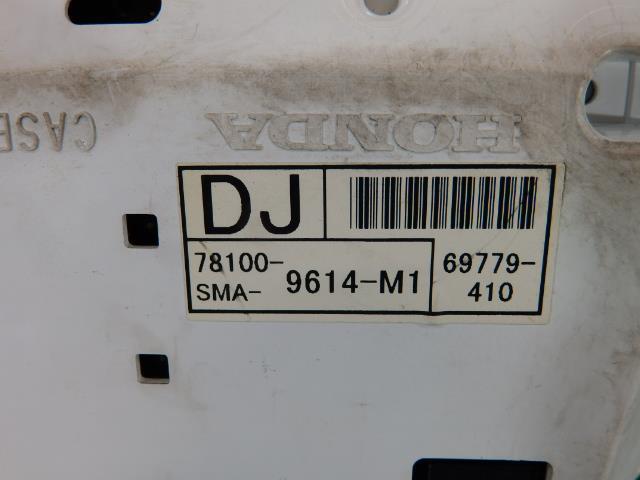 CASE
HONDA
DJ
78100-
SMA-
9614-M1
69779-
410